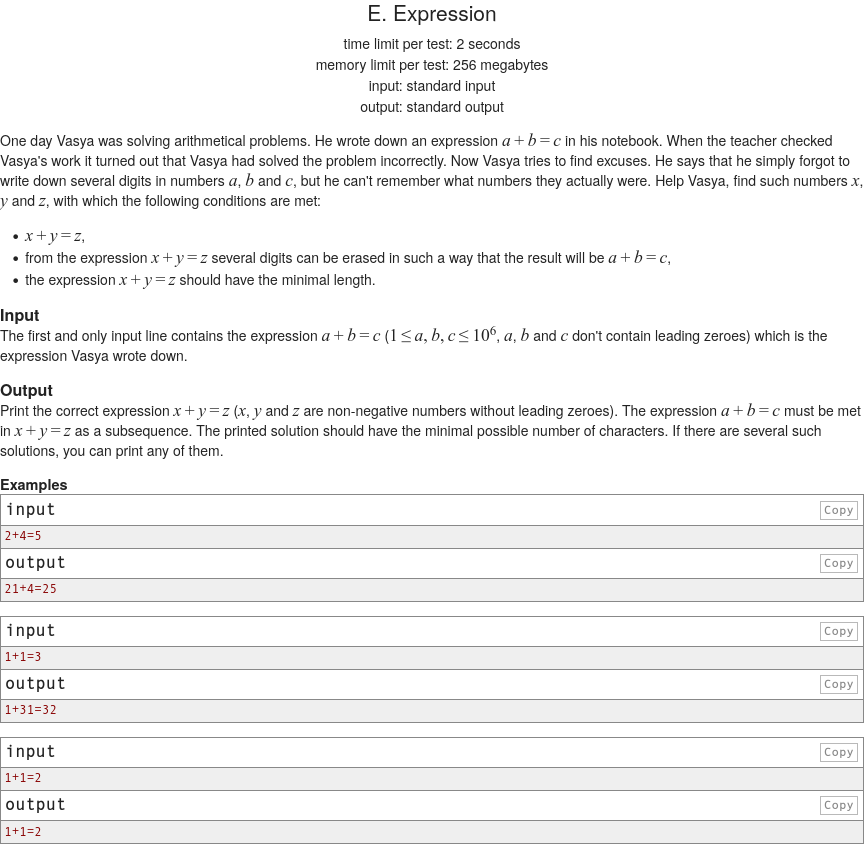 E. Expression
time limit per test: 2 seconds
memory limit per test: 256 megabytes
input: standard input
output: standard output
One day Vasya was solving arithmetical problems. He wrote down an expression a + b = c in his notebook. When the teacher checked
Vasya's work it turned out that Vasya had solved the problem incorrectly. Now Vasya tries to find excuses. He says that he simply forgot to
write down several digits in numbers a, b and c, but he can't remember what numbers they actually were. Help Vasya, find such numbers x,
y and z, with which the following conditions are met:
• x + y = z,
• from the expression x + y = z several digits can be erased in such a way that the result will be a + b = c,
• the expression x + y = z should have the minimal length.
Input
The first and only input line contains the expression a + b = c (1 ≤ a, b, c ≤ 10⁶, a, b and c don't contain leading zeroes) which is the
expression Vasya wrote down.
Output
Print the correct expression x + y = z (x, y and z are non-negative numbers without leading zeroes). The expression a + b = c must be met
in x + y = z as a subsequence. The printed solution should have the minimal possible number of characters. If there are several such
solutions, you can print any of them.
Examples
input Copy
2+4=5
output Copy
21+4=25
input Copy
1+1=3
output Copy
1+31=32
input Copy
1+1=2
output Copy
1+1=2